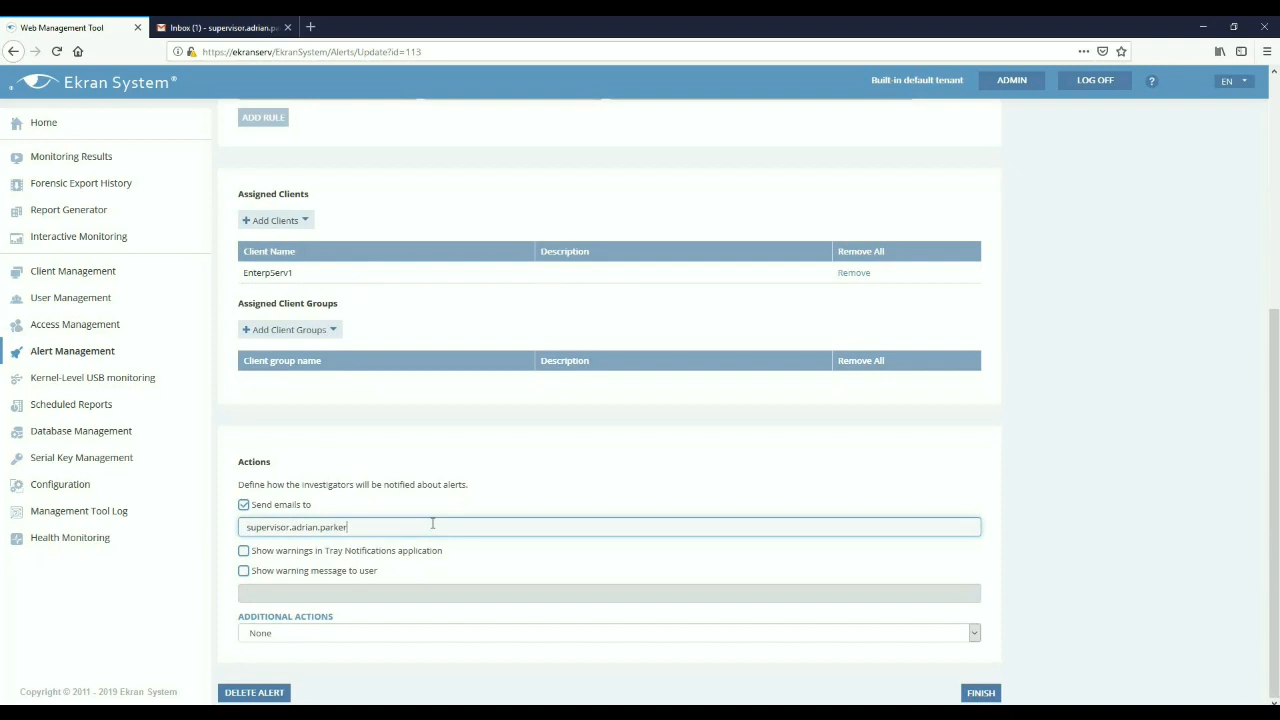 Web Management Tool
Inbox (1) - supervisor.adrian.pa
https://ekranserv/EkranSystem/Alerts/Update?id=113
Ekran System®
Built-in default tenant
ADMIN
LOG OFF
?
EN
Home
Monitoring Results
Forensic Export History
Report Generator
Interactive Monitoring
Client Management
User Management
Access Management
Alert Management
Kernel-Level USB monitoring
Scheduled Reports
Database Management
Serial Key Management
Configuration
Management Tool Log
Health Monitoring
Copyright © 2011 - 2019 Ekran System
ADD RULE
Assigned Clients
+ Add Clients
Client Name Description Remove All
EnterpServ1 Remove
Assigned Client Groups
+ Add Client Groups
Client group name Description Remove All
Actions
Define how the investigators will be notified about alerts.
Send emails to
supervisor.adrian.parker
Show warnings in Tray Notifications application
Show warning message to user
ADDITIONAL ACTIONS
None
DELETE ALERT
FINISH